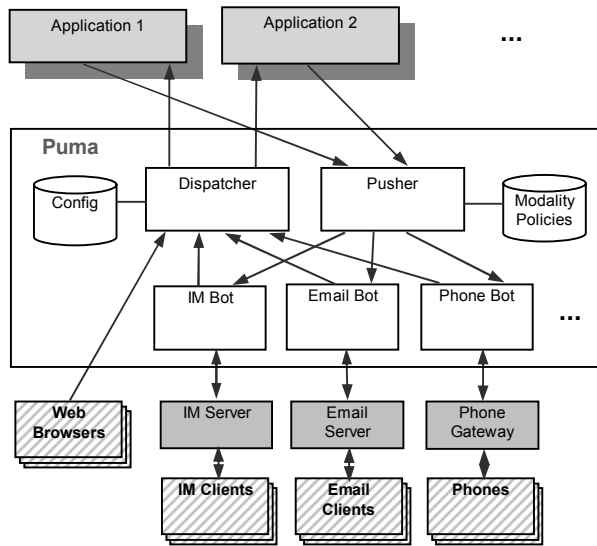 Application 1
Application 2
...
Puma
Config
Dispatcher
Pusher
Modality
Policies
IM Bot
Email Bot
Phone Bot
...
Web
Browsers
IM Server
Email
Server
Phone
Gateway
IM Clients
Email
Clients
Phones